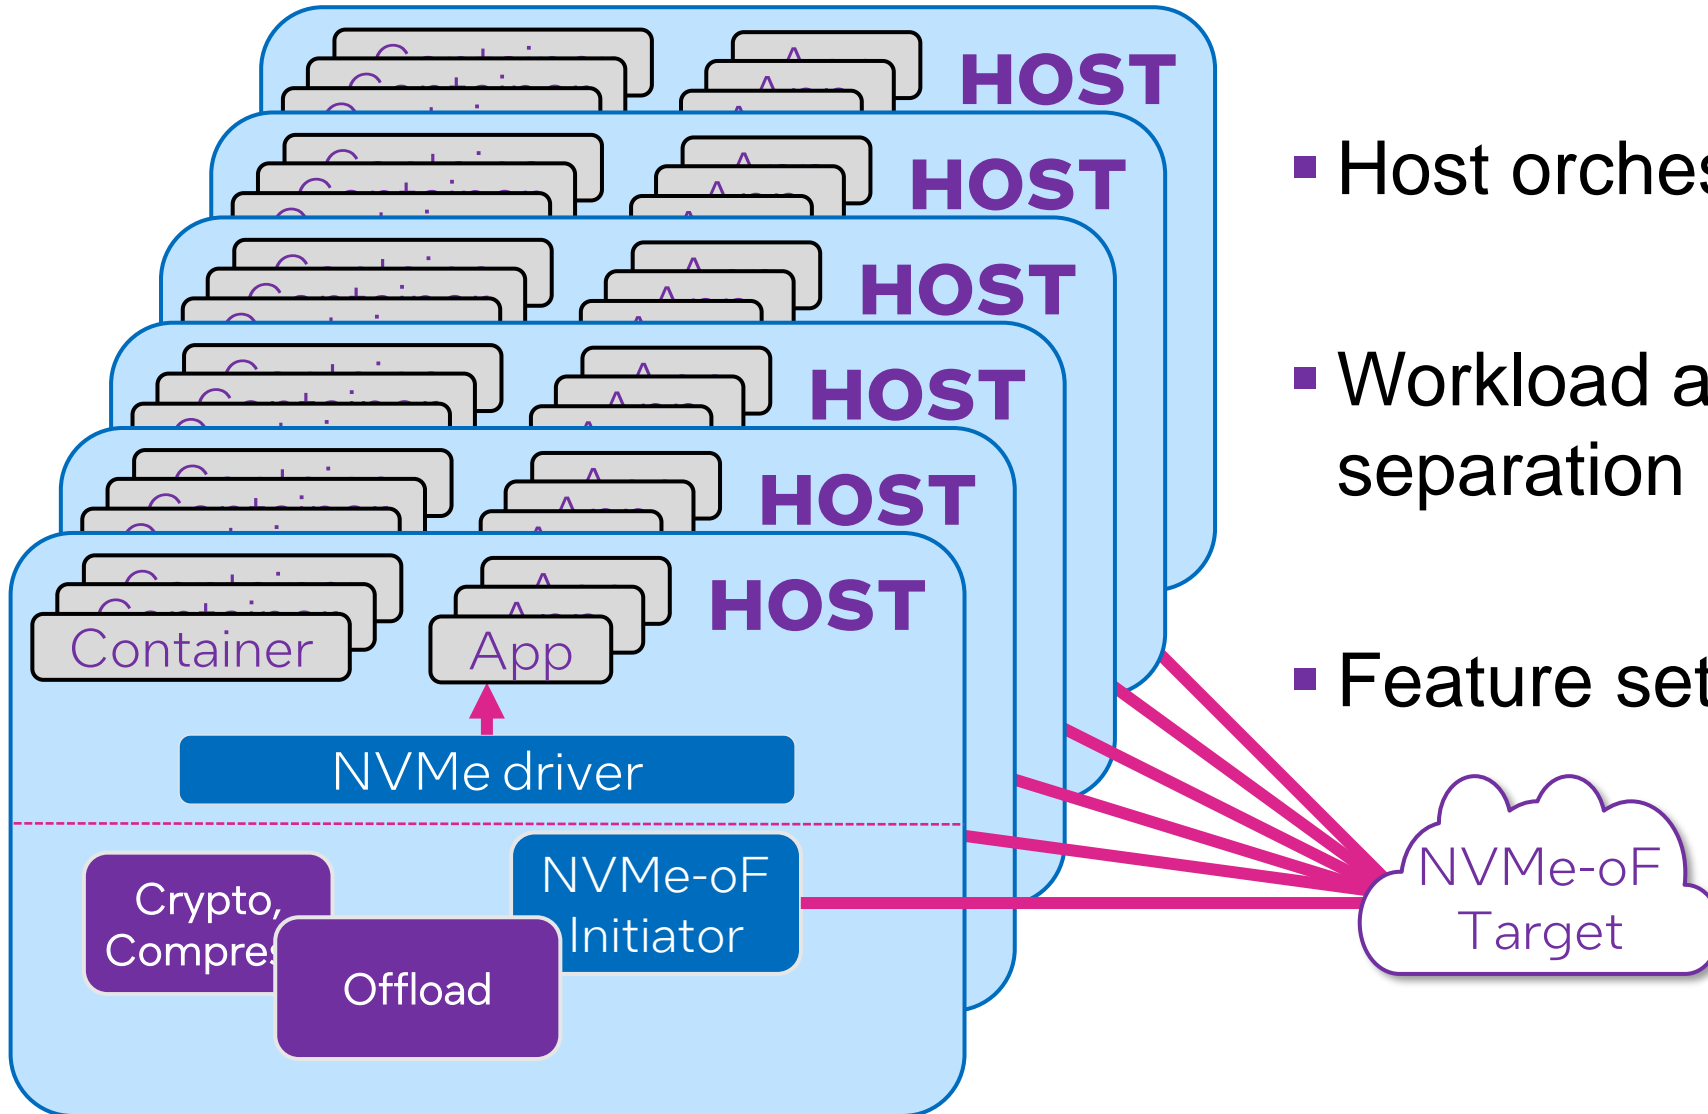 HOST
HOST
HOST
HOST
HOST
HOST
Container
App
NVMe driver
Crypto,
Compres
Offload
NVMe-oF
Initiator
NVMe-oF
Target
Host orches
Workload a
separation
Feature set